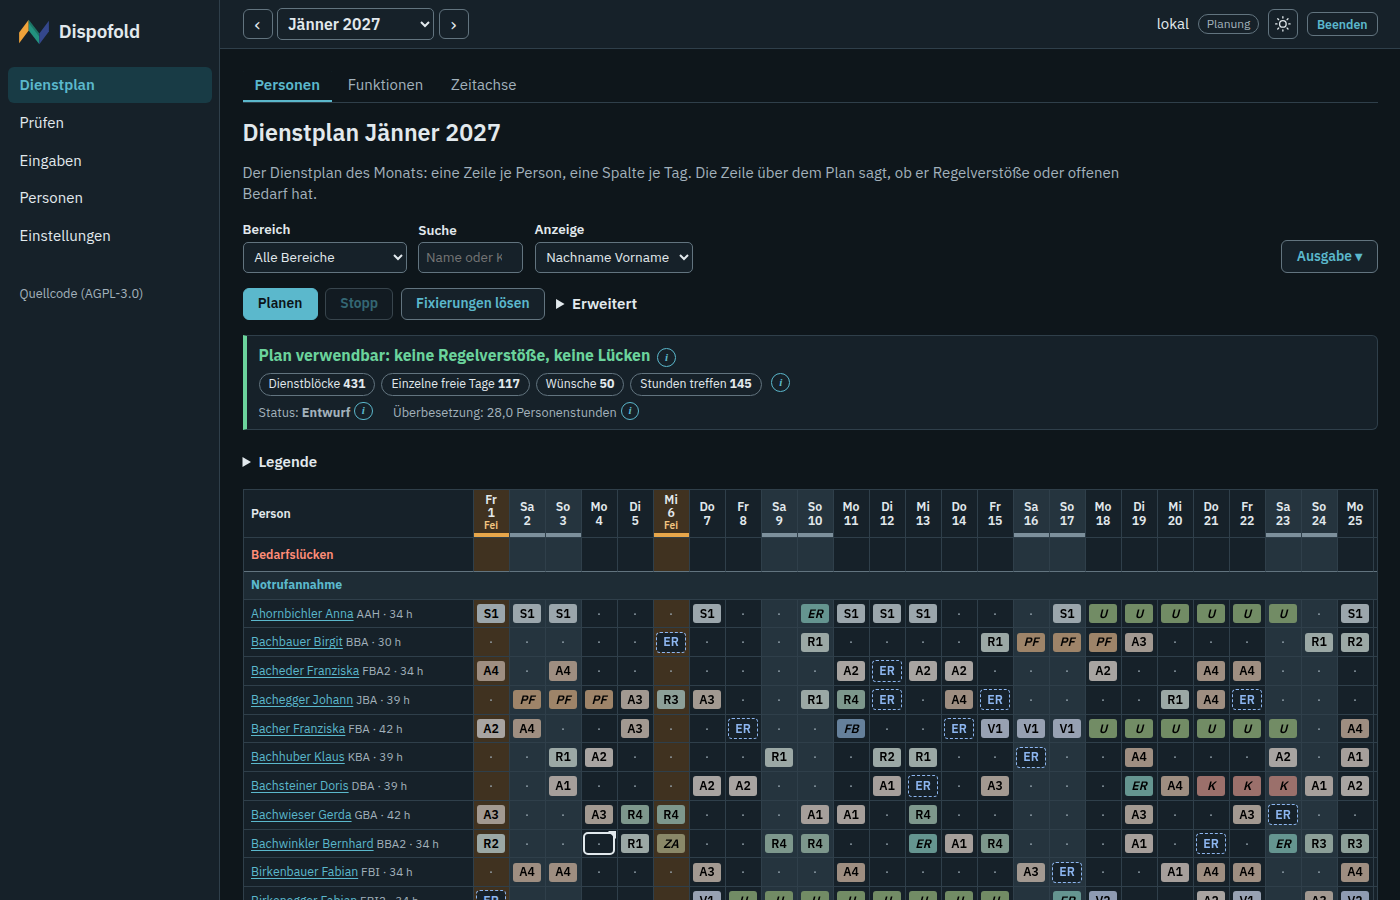 Dispofold
Dienstplan
Prüfen
Eingaben
Personen
Einstellungen
Quellcode (AGPL-3.0)
‹ Jänner 2027 ›
lokal Planung Beenden
Personen Funktionen Zeitachse
Dienstplan Jänner 2027
Der Dienstplan des Monats: eine Zeile je Person, eine Spalte je Tag. Die Zeile über dem Plan sagt, ob er Regelverstöße oder offenen
Bedarf hat.
Bereich Suche Anzeige
Alle Bereiche Name oder K Nachname Vorname Ausgabe ▾
Planen Stopp Fixierungen lösen ▶ Erweitert
Plan verwendbar: keine Regelverstöße, keine Lücken i
Dienstblöcke 431 Einzelne freie Tage 117 Wünsche 50 Stunden treffen 145 i
Status: Entwurf i Überbesetzung: 28,0 Personenstunden i
▶ Legende
Person Fr 1 Fei Sa 2 So 3 Mo 4 Di 5 Mi 6 Fei Do 7 Fr 8 Sa 9 So 10 Mo 11 Di 12 Mi 13 Do 14 Fr 15 Sa 16 So 17 Mo 18 Di 19 Mi 20 Do 21 Fr 22 Sa 23 So 24 Mo 25
Bedarfslücken
Notrufannahme
Ahornbichler Anna AAH · 34 h S1 S1 S1 · · · S1 · · ER S1 S1 S1 · · · S1 U U U U U U · S1
Bachbauer Birgit BBA · 30 h · · · · · ER · · · R1 · · · · R1 PF PF PF A3 · · · · R1 R2
Bacheder Franziska FBA2 · 34 h A4 · A4 · · · · · · · A2 ER A2 A2 · · · A2 · · A4 A4 · · ·
Bachegger Johann JBA · 39 h · PF PF PF A3 R3 A3 · · R1 R4 ER · A4 ER · · · · R1 A4 ER · · ·
Bacher Franziska FBA · 42 h A2 A4 · · A3 · · ER · · FB · · ER V1 V1 V1 U U U U U U · A4
Bachhuber Klaus KBA · 39 h · · R1 A2 · · · · R1 · · R2 R1 · · ER · · A4 · · · A2 · A1
Bachsteiner Doris DBA · 39 h · · A1 · · · A2 A2 · · · A1 ER · A3 · · · ER A4 K K K A1 A2
Bachwieser Gerda GBA · 42 h A3 · · A3 R4 R4 · · · A1 A1 · R4 · · · · · A3 · · A3 ER · ·
Bachwinkler Bernhard BBA2 · 34 h R2 · · · R1 ZA · · R4 R4 · · ER A1 R4 · · · A1 · ER · ER R3 R3
Birkenbauer Fabian FBI · 34 h · A4 A4 · · · A3 · · · A4 · · · · A3 ER · · A1 A4 A4 · · A4